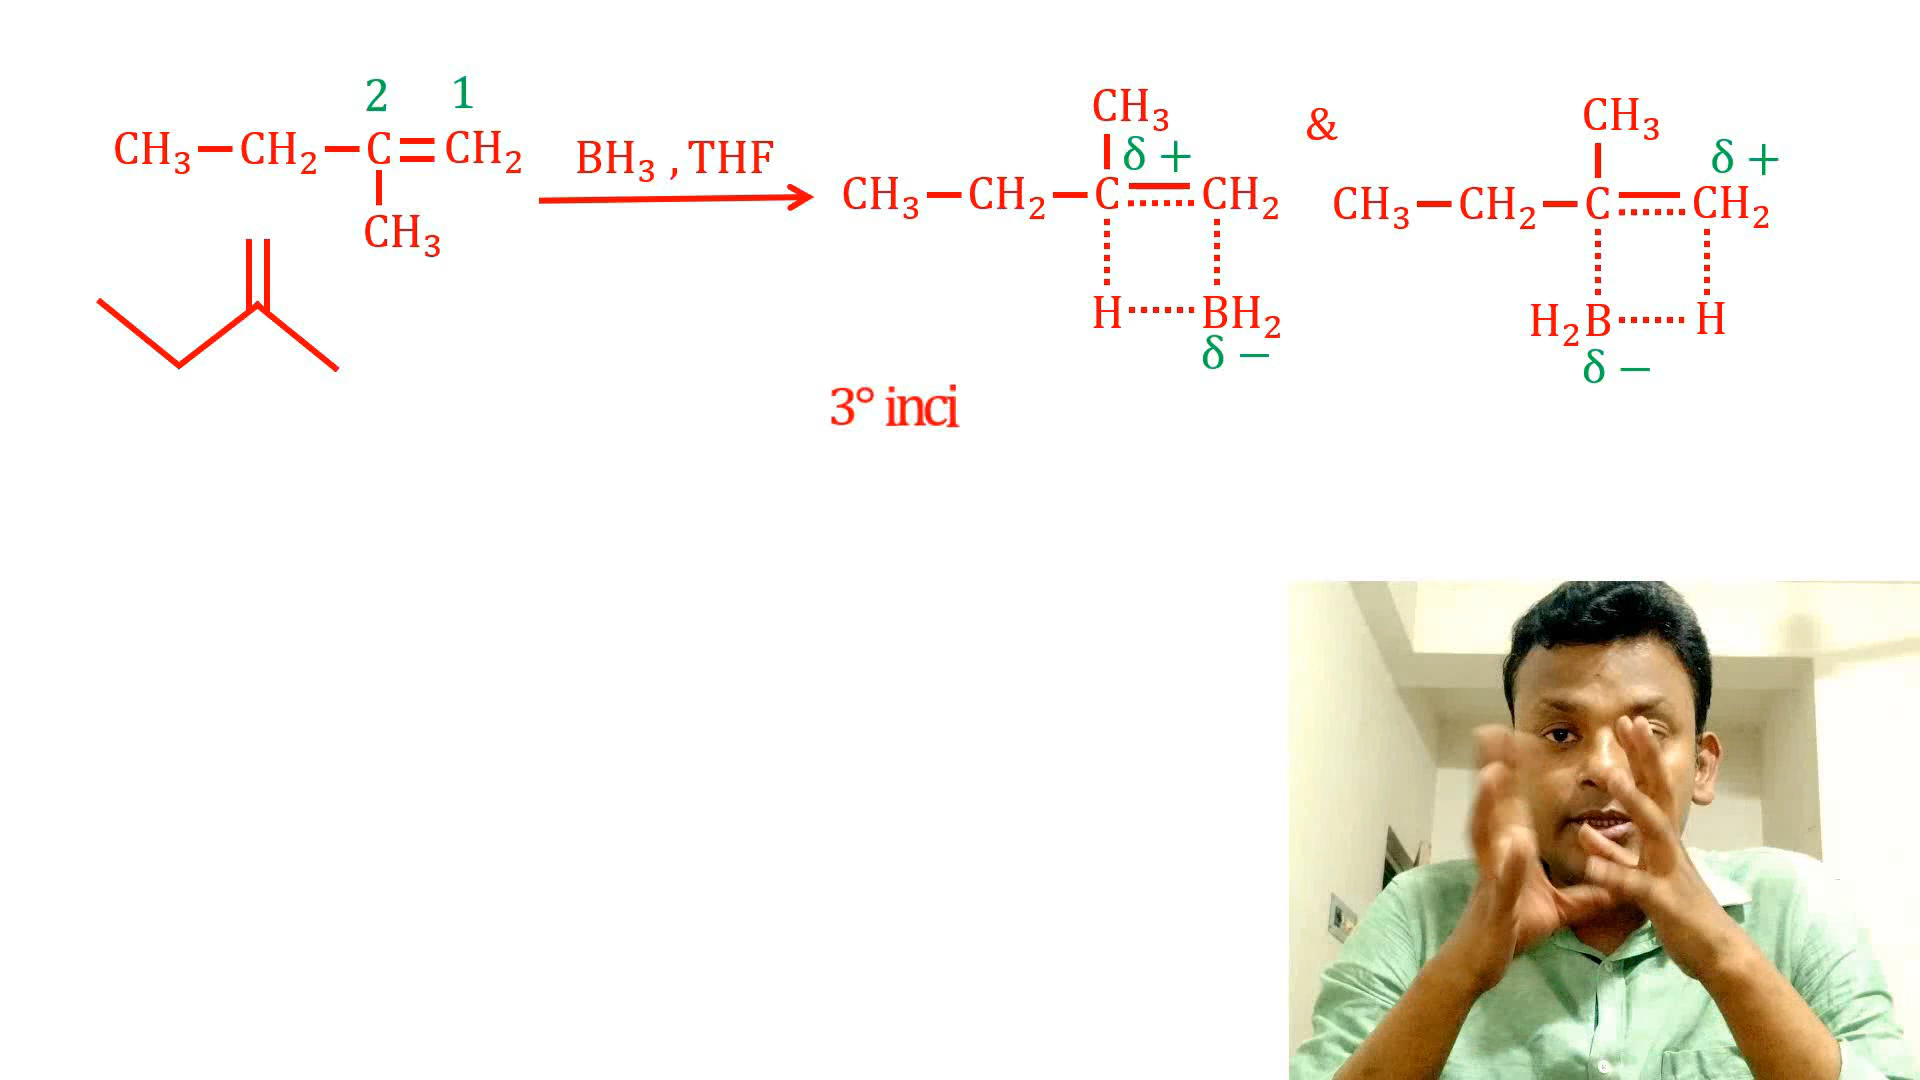 2 1
CH₃—CH₂—C=CH₂
CH₃
BH₃ , THF
CH₃
δ +
CH₃—CH₂—C CH₂
H BH₂
δ −
&
CH₃
δ +
CH₃—CH₂—C CH₂
H₂B H
δ −
3° inci